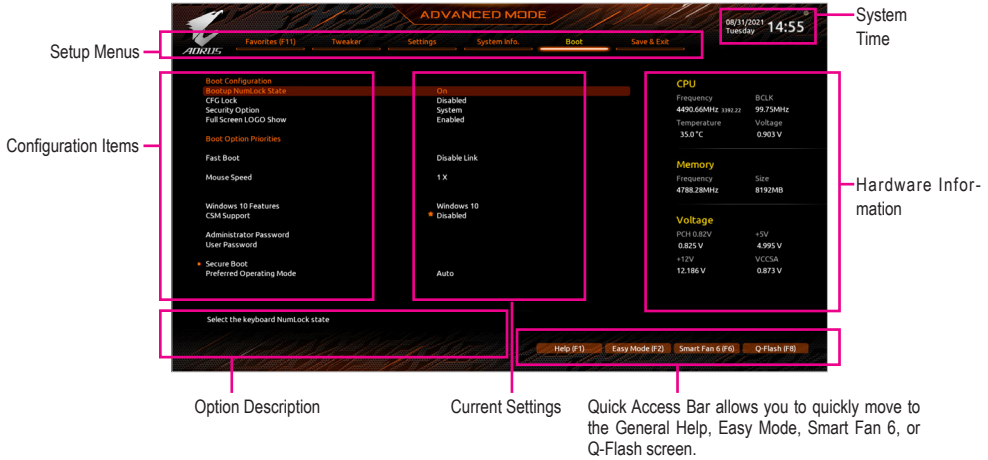 ADVANCED MODE
08/31/2021
Tuesday
14:55
System
Time
AORUS
Favorites (F11) Tweaker Settings System Info. Boot Save & Exit
Setup Menus
Boot Configuration
Bootup NumLock State On
CFG Lock Disabled
Security Option System
Full Screen LOGO Show Enabled
Boot Option Priorities
Fast Boot Disable Link
Mouse Speed 1 X
Windows 10 Features Windows 10
CSM Support Disabled
Administrator Password
User Password
Secure Boot
Preferred Operating Mode Auto
Configuration Items
CPU
Frequency BCLK
4490.66MHz 3392.22 99.75MHz
Temperature Voltage
35.0 °C 0.903 V
Memory
Frequency Size
4788.28MHz 8192MB
Voltage
PCH 0.82V +5V
0.825 V 4.995 V
+12V VCCSA
12.186 V 0.873 V
Hardware Infor-
mation
Select the keyboard NumLock state
Help (F1) Easy Mode (F2) Smart Fan 6 (F6) Q-Flash (F8)
Option Description
Current Settings
Quick Access Bar allows you to quickly move to
the General Help, Easy Mode, Smart Fan 6, or
Q-Flash screen.